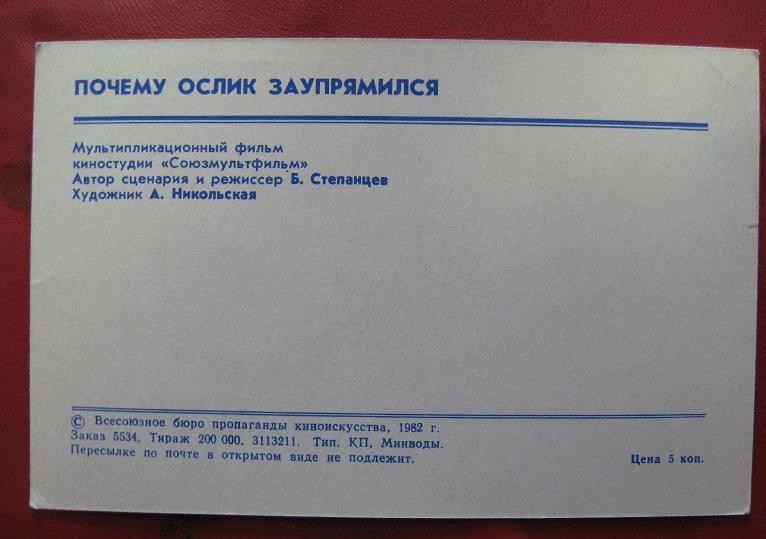 ПОЧЕМУ ОСЛИК ЗАУПРЯМИЛСЯ
Мультипликационный фильм
киностудии «Союзмультфильм»
Автор сценария и режиссер Б. Степанцев
Художник А. Никольская
© Всесоюзное бюро пропаганды киноискусства, 1982 г.
Заказ 5534. Тираж 200 000. 3113211. Тип. КП, Минводы.
Пересылке по почте в открытом виде не подлежит. Цена 5 коп.